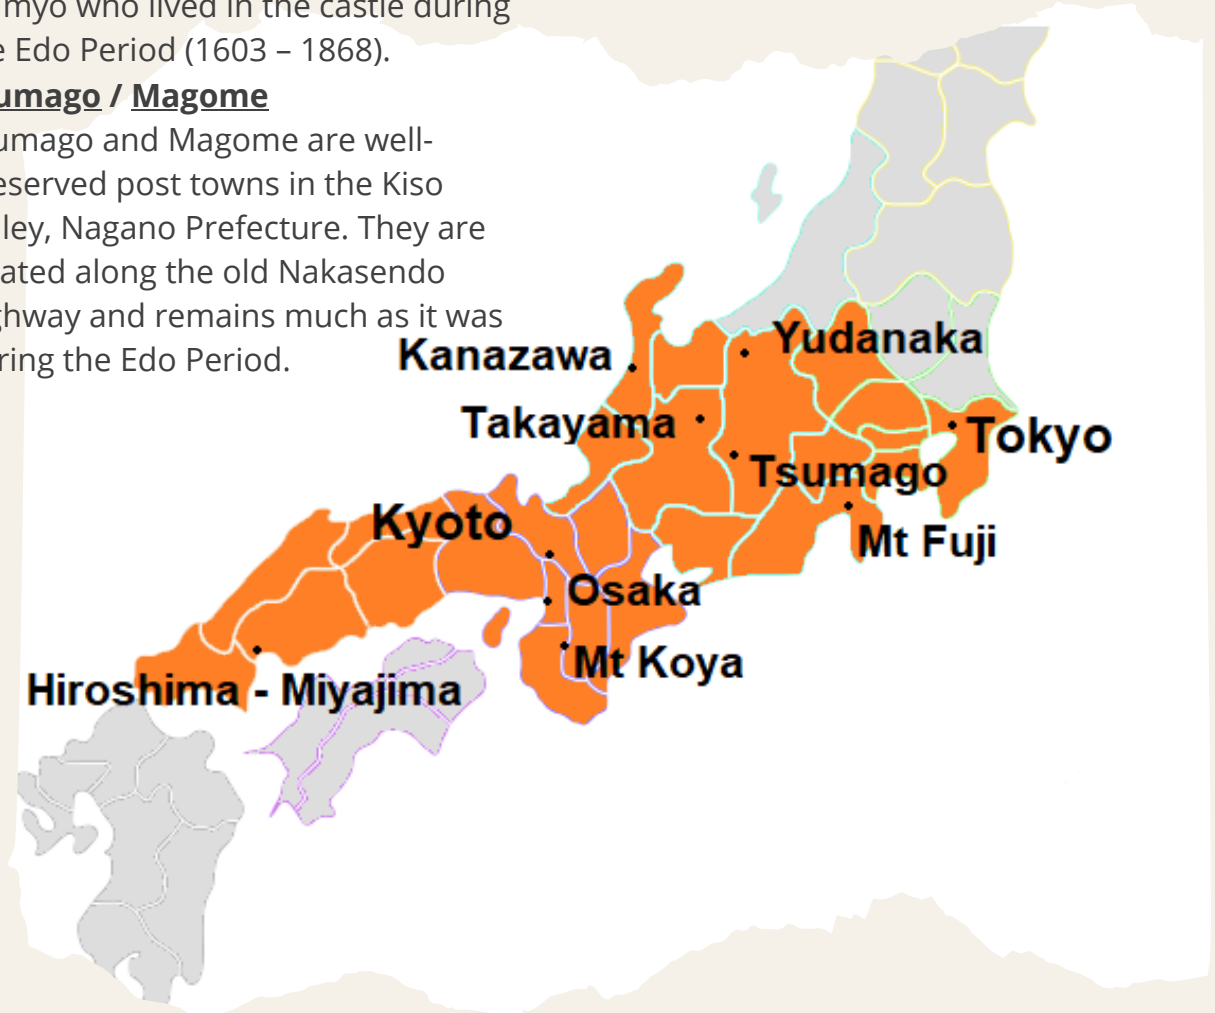 myo who lived in the castle during
e Edo Period (1603 – 1868).
umago / Magome
umago and Magome are well-
eserved post towns in the Kiso
ley, Nagano Prefecture. They are
ated along the old Nakasendo
ghway and remains much as it was
ring the Edo Period.
Yudanaka
Kanazawa
Takayama
Tokyo
Tsumago
Kyoto
Mt Fuji
Osaka
Mt Koya
Hiroshima - Miyajima